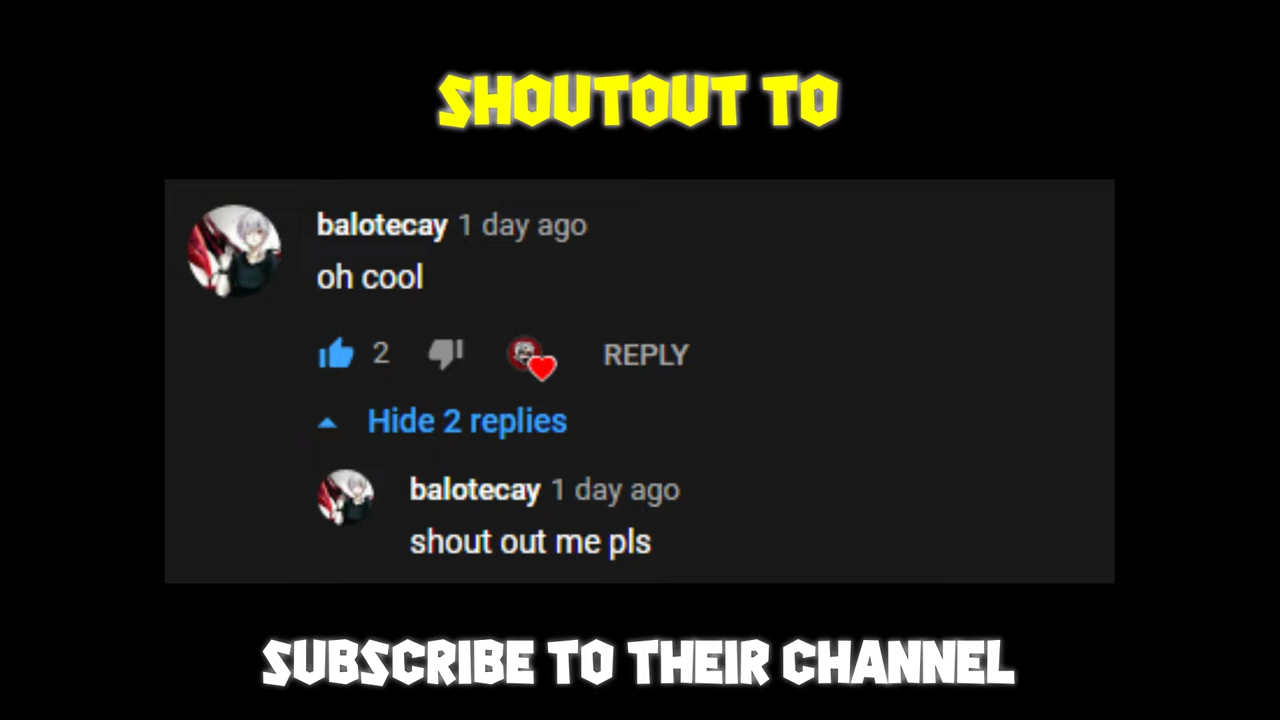 SHOUTOUT TO
balotecay 1 day ago
oh cool
2 REPLY
Hide 2 replies
balotecay 1 day ago
shout out me pls
SUBSCRIBE TO THEIR CHANNEL